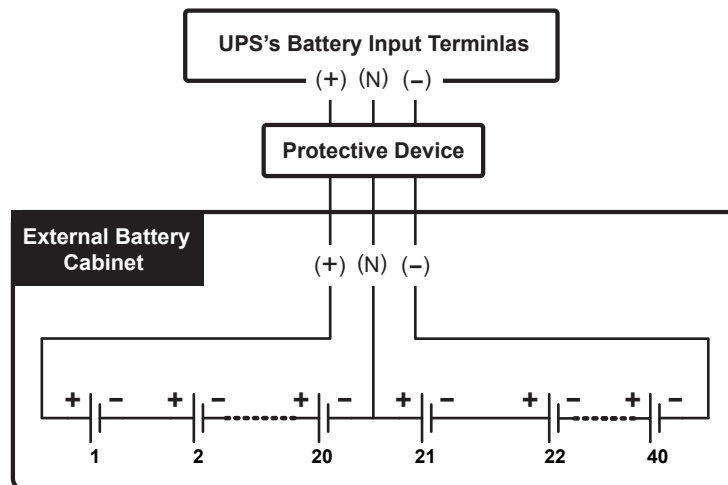 UPS's Battery Input Terminlas
(+) (N) (−)
Protective Device
External Battery
Cabinet
(+) (N) (−)
+ − + − + − + − + − + −
1 2 20 21 22 40